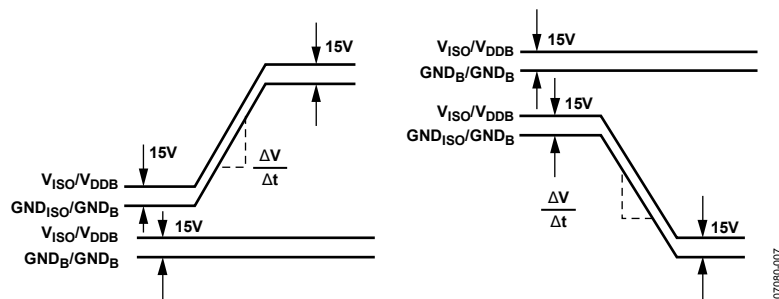 15V
15V
V_ISO/V_DDB
GND_ISO/GND_B
15V
V_ISO/V_DDB
GND_B/GND_B
ΔV
Δt
V_ISO/V_DDB
15V
GND_B/GND_B
V_ISO/V_DDB
15V
GND_ISO/GND_B
ΔV
Δt
15V
07080-007